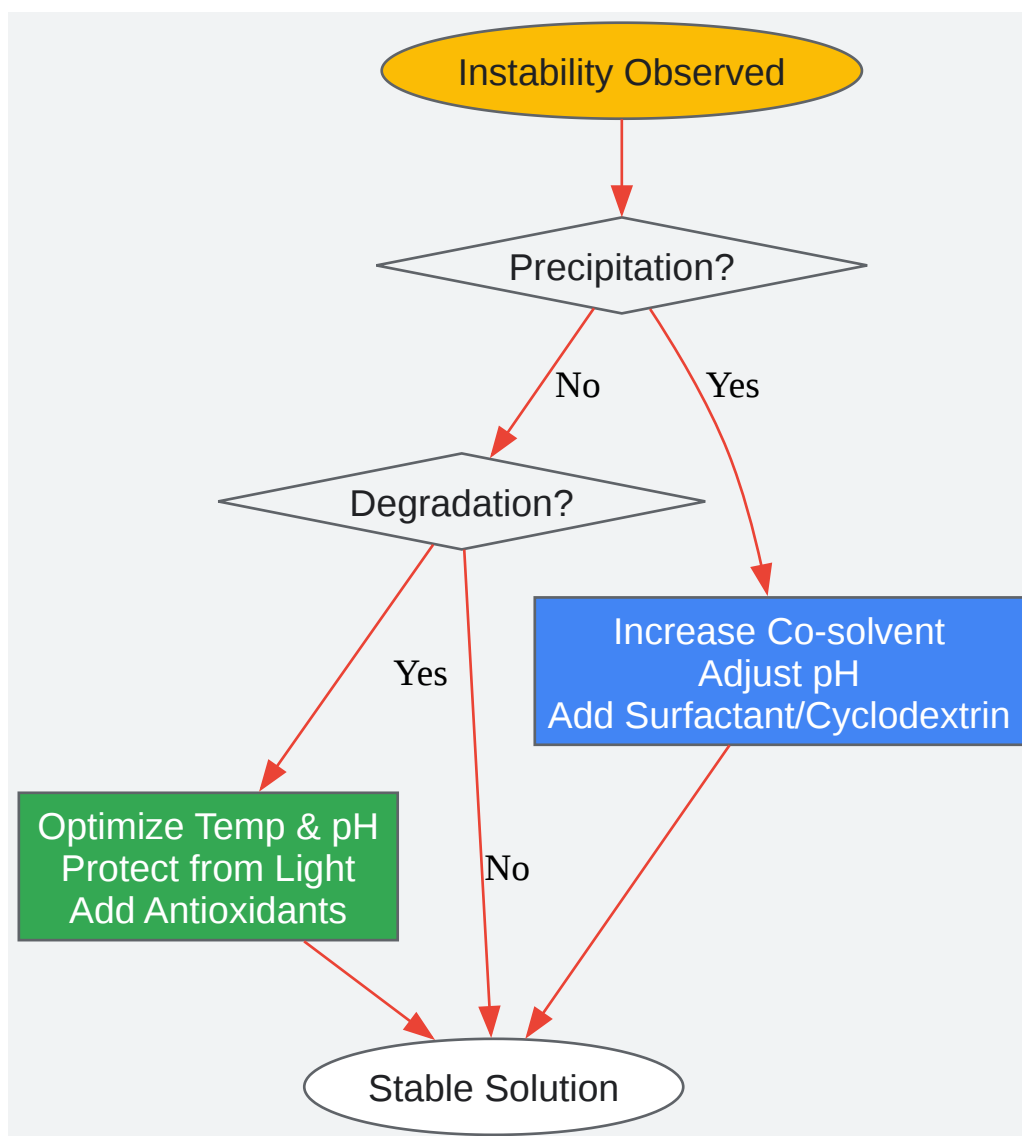 Instability Observed
Precipitation?
No
Yes
Degradation?
Increase Co-solvent
Adjust pH
Add Surfactant/Cyclodextrin
Yes
Optimize Temp & pH
Protect from Light
Add Antioxidants
No
Stable Solution